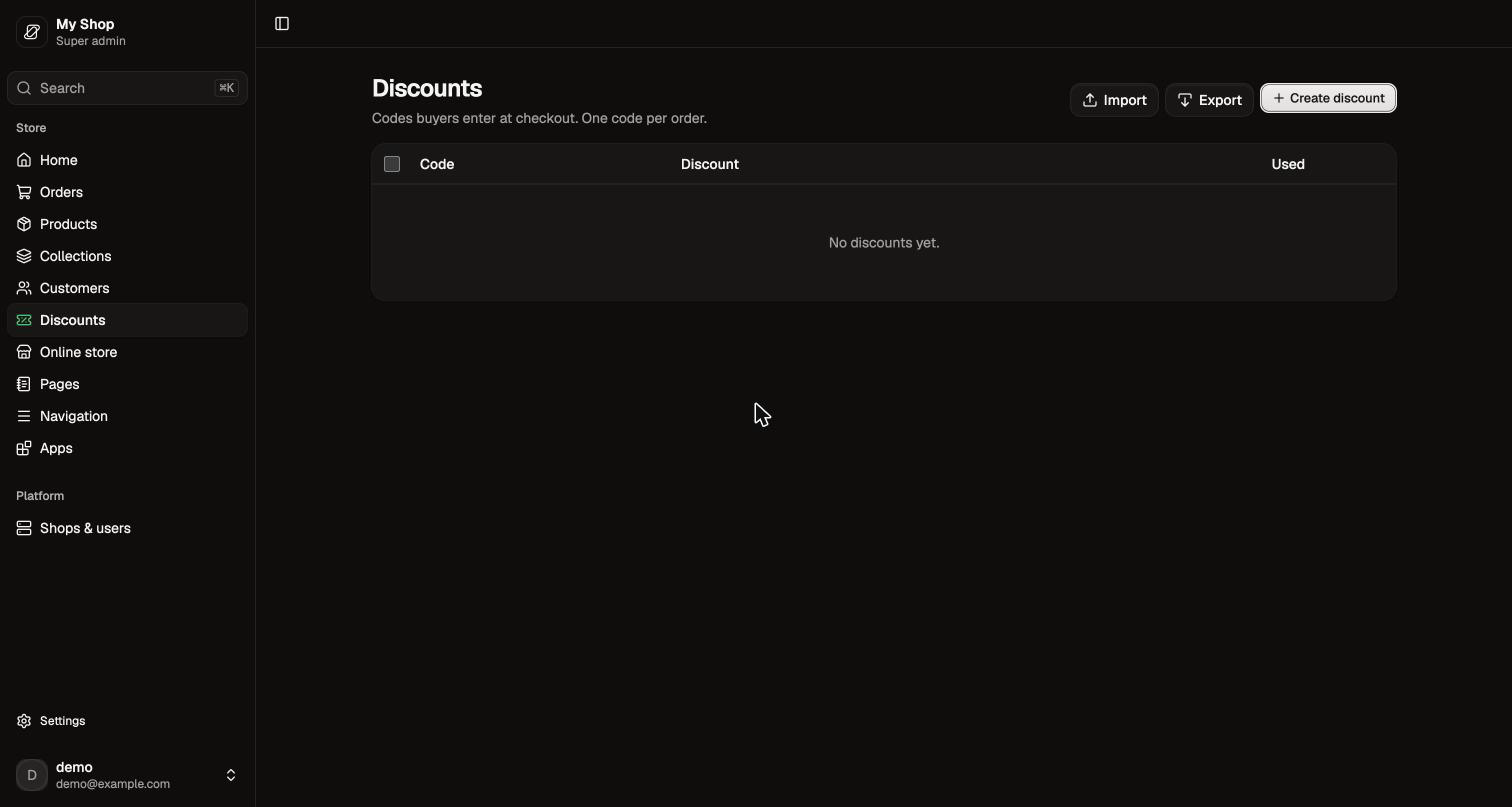 My Shop
Super admin
Search ⌘K
Store
Home
Orders
Products
Collections
Customers
Discounts
Online store
Pages
Navigation
Apps
Platform
Shops & users
Settings
D
demo
demo@example.com
Discounts
Codes buyers enter at checkout. One code per order.
Import
Export
+ Create discount
Code Discount Used
No discounts yet.